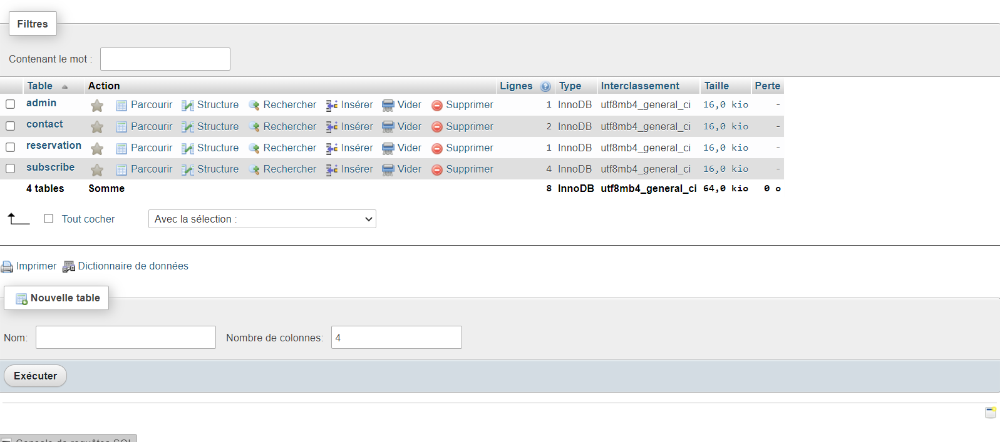 Filtres
Contenant le mot :
Table Action Lignes Type Interclassement Taille Perte
admin Parcourir Structure Rechercher Insérer Vider Supprimer 1 InnoDB utf8mb4_general_ci 16,0 kio -
contact Parcourir Structure Rechercher Insérer Vider Supprimer 2 InnoDB utf8mb4_general_ci 16,0 kio -
reservation Parcourir Structure Rechercher Insérer Vider Supprimer 1 InnoDB utf8mb4_general_ci 16,0 kio -
subscribe Parcourir Structure Rechercher Insérer Vider Supprimer 4 InnoDB utf8mb4_general_ci 16,0 kio -
4 tables Somme 8 InnoDB utf8mb4_general_ci 64,0 kio 0 o
Tout cocher Avec la sélection :
Imprimer Dictionnaire de données
Nouvelle table
Nom: Nombre de colonnes: 4
Exécuter
Console de requêtes SQL